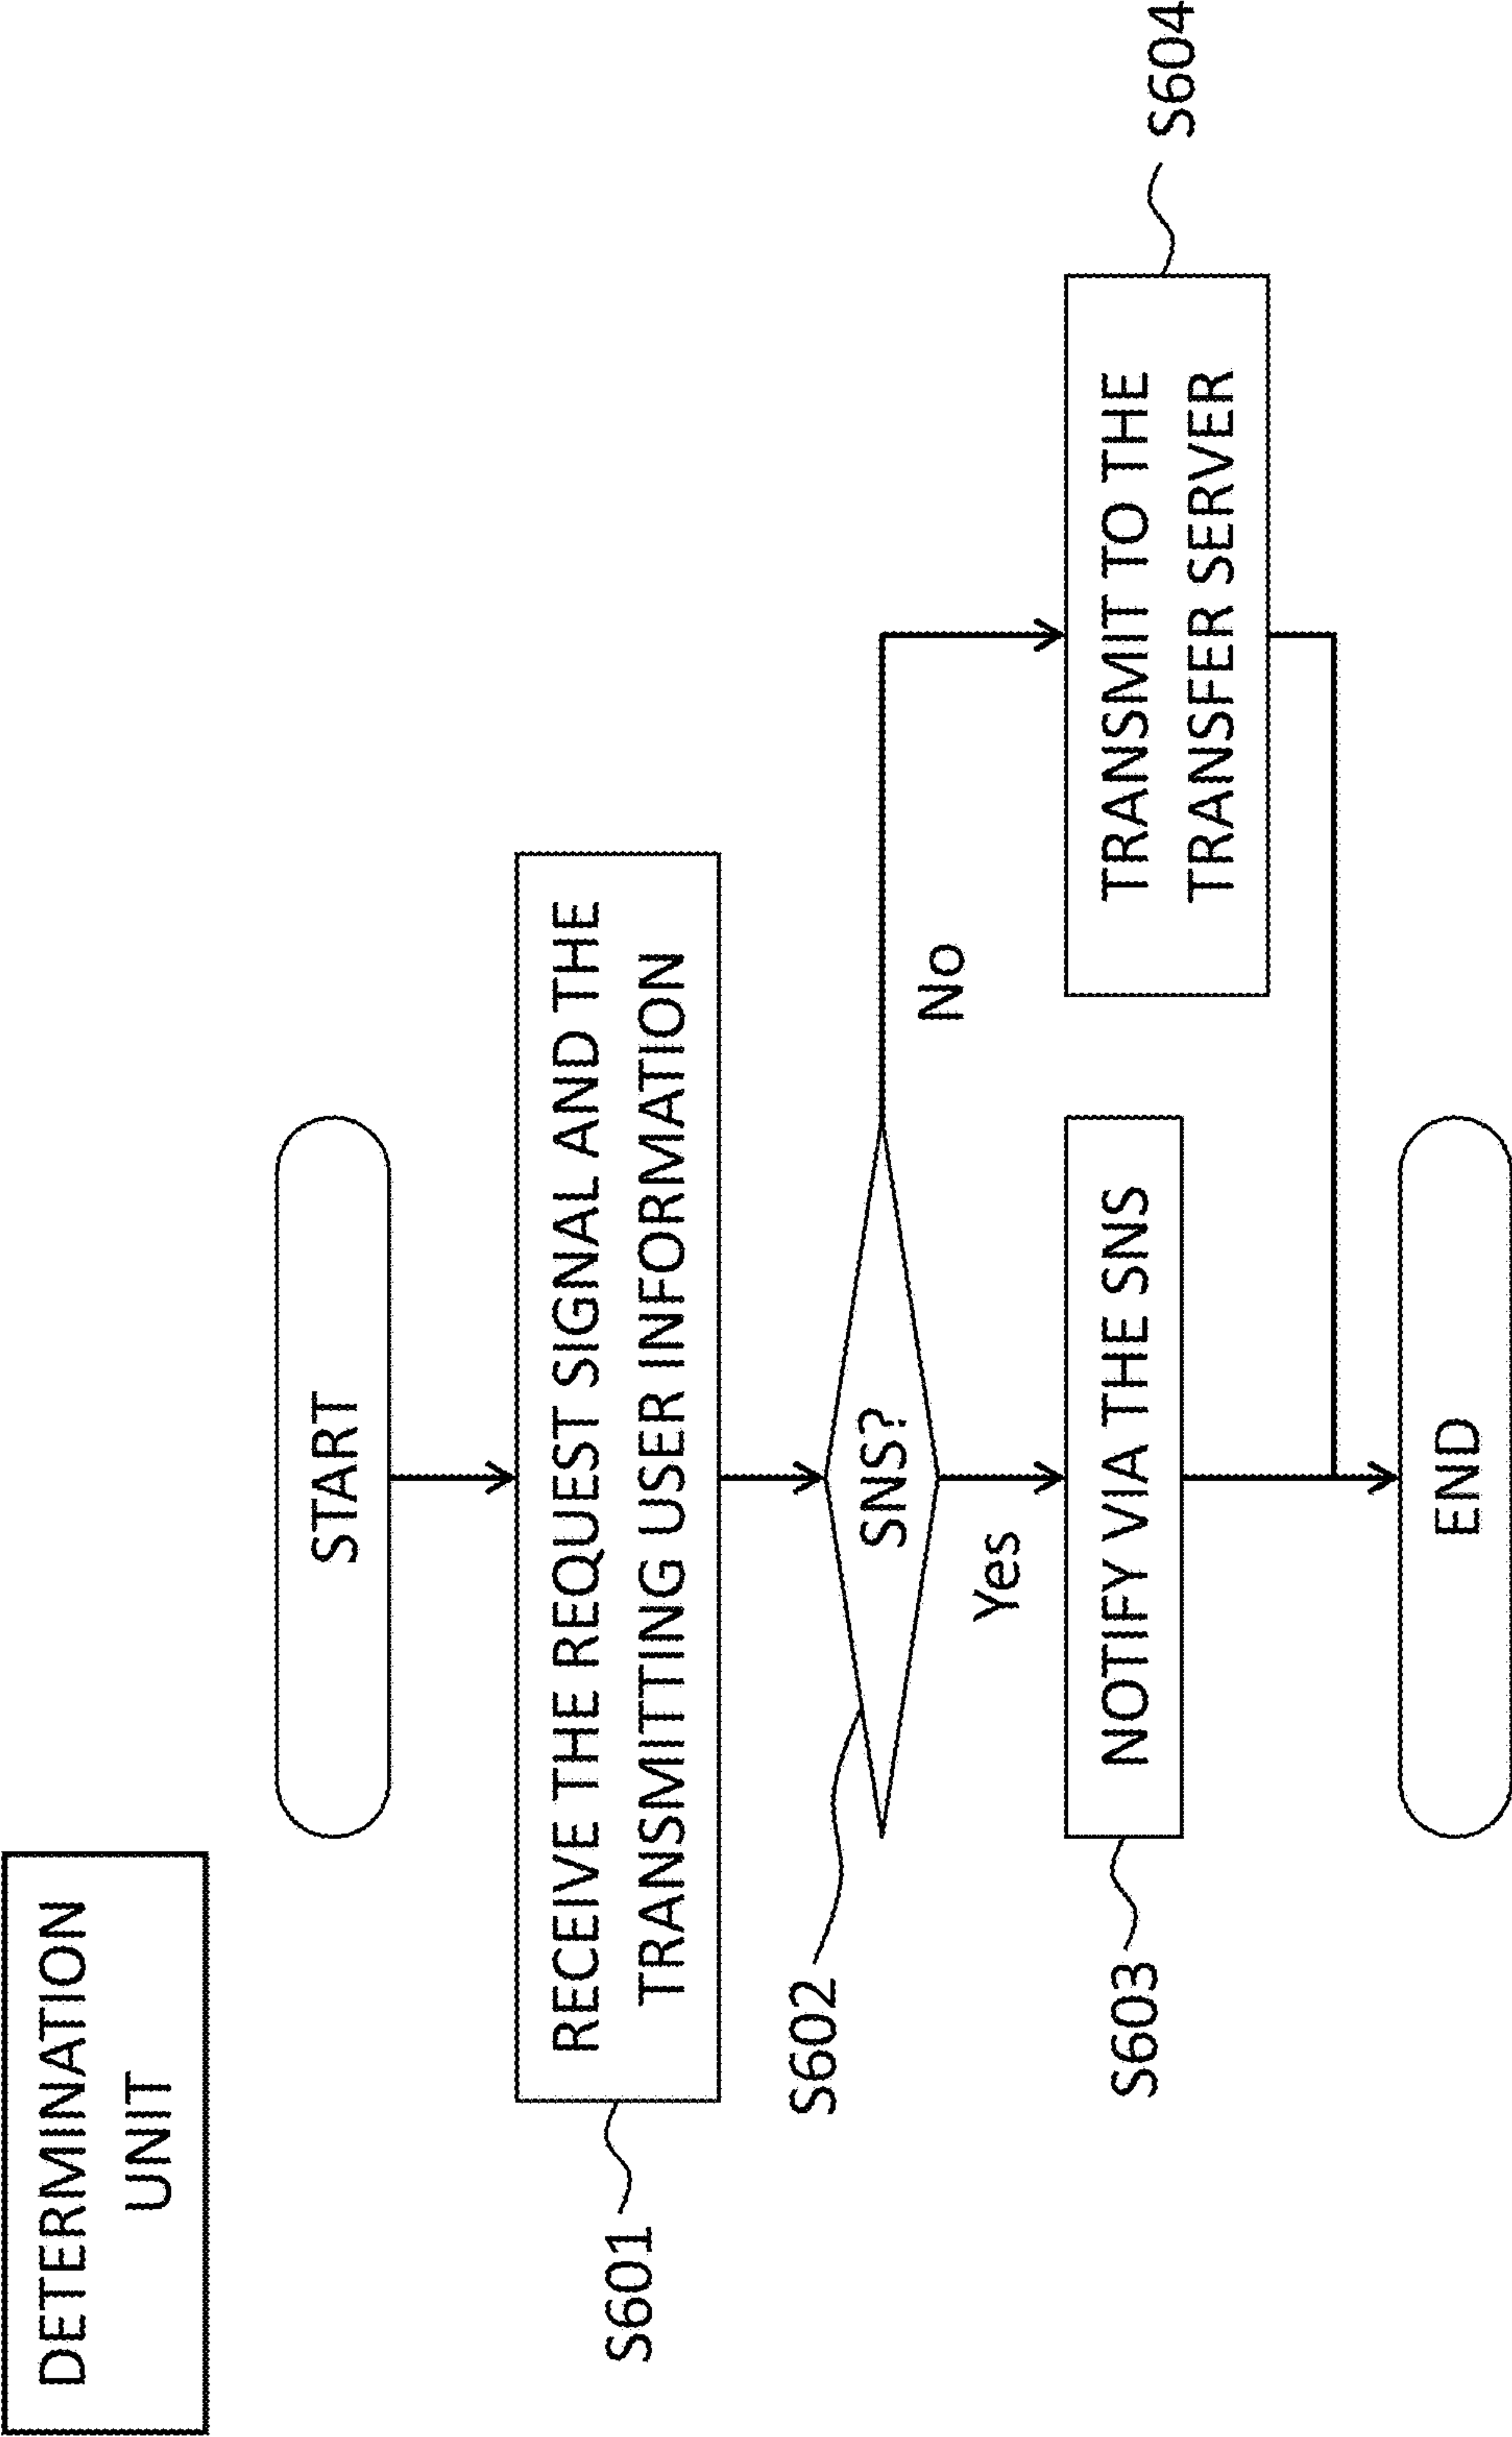 DETERMINATION
UNIT
START
RECEIVE THE REQUEST SIGNAL AND THE
TRANSMITTING USER INFORMATION
S601
SNS?
S602
No
Yes
NOTIFY VIA THE SNS
S603
TRANSMIT TO THE
TRANSFER SERVER
S604
END